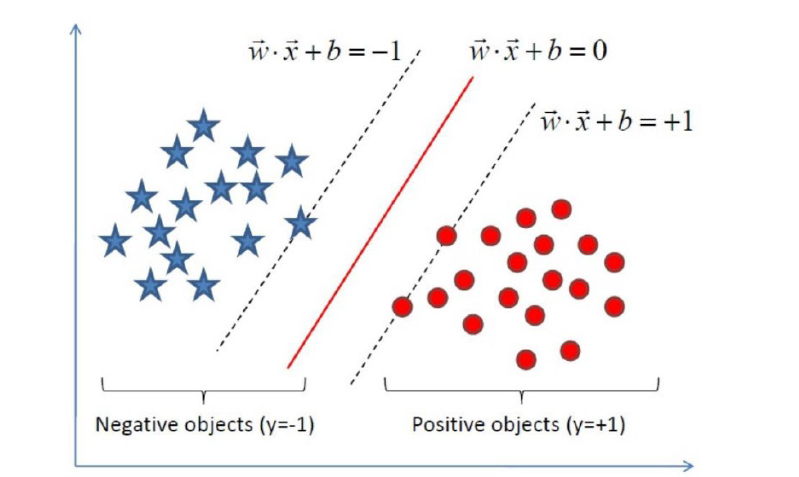 w⃗·x⃗+b=−1
w⃗·x⃗+b=0
w⃗·x⃗+b=+1
Negative objects (y=-1)
Positive objects (y=+1)